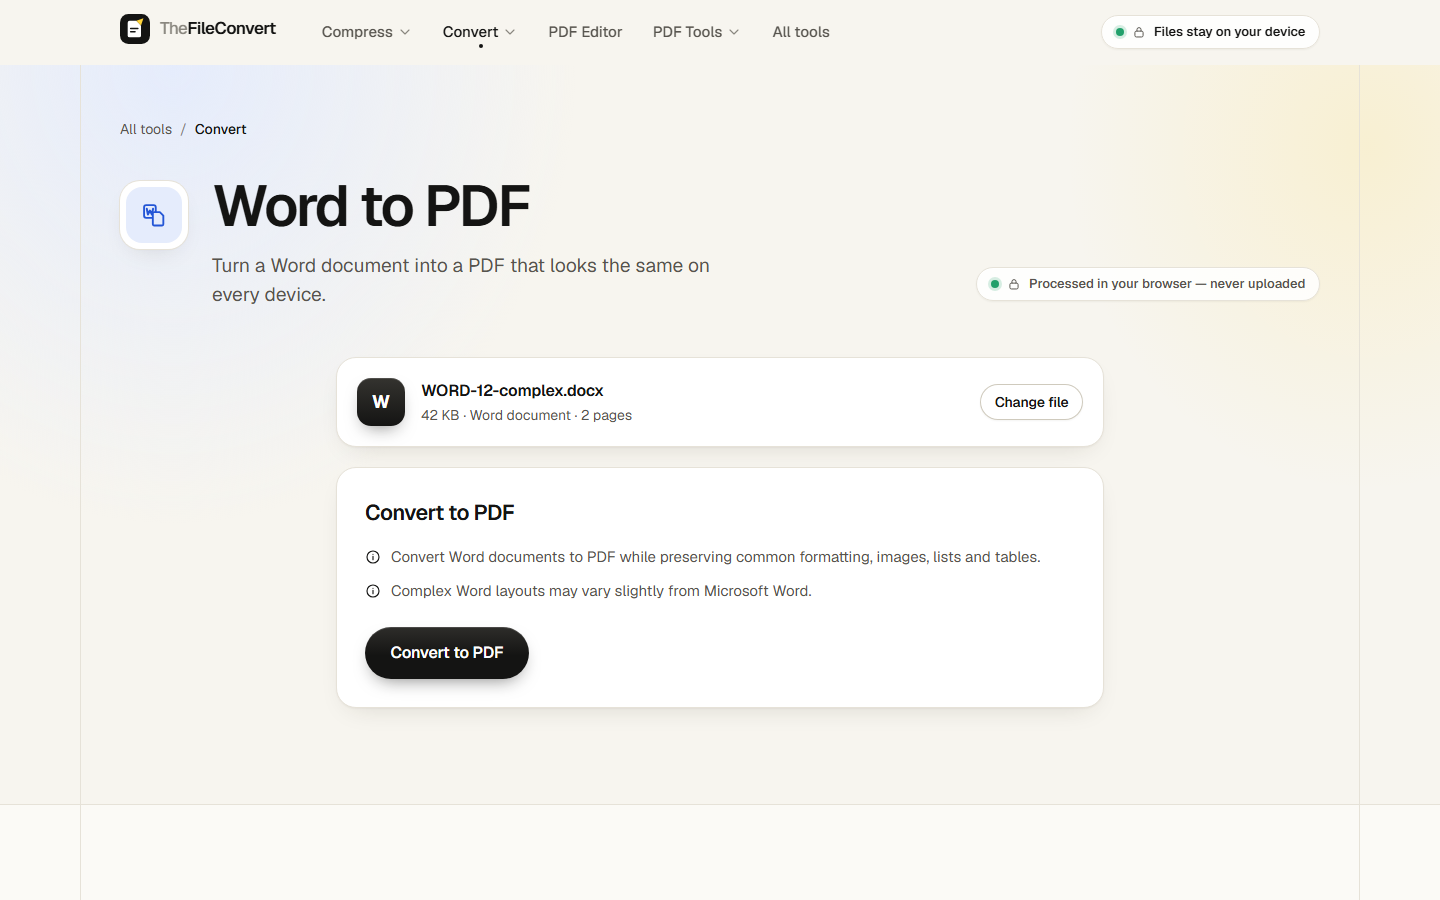 TheFileConvert
Compress
Convert
PDF Editor
PDF Tools
All tools
Files stay on your device
All tools / Convert
W
Word to PDF
Turn a Word document into a PDF that looks the same on
every device.
Processed in your browser — never uploaded
W
WORD-12-complex.docx
42 KB · Word document · 2 pages
Change file
Convert to PDF
Convert Word documents to PDF while preserving common formatting, images, lists and tables.
Complex Word layouts may vary slightly from Microsoft Word.
Convert to PDF